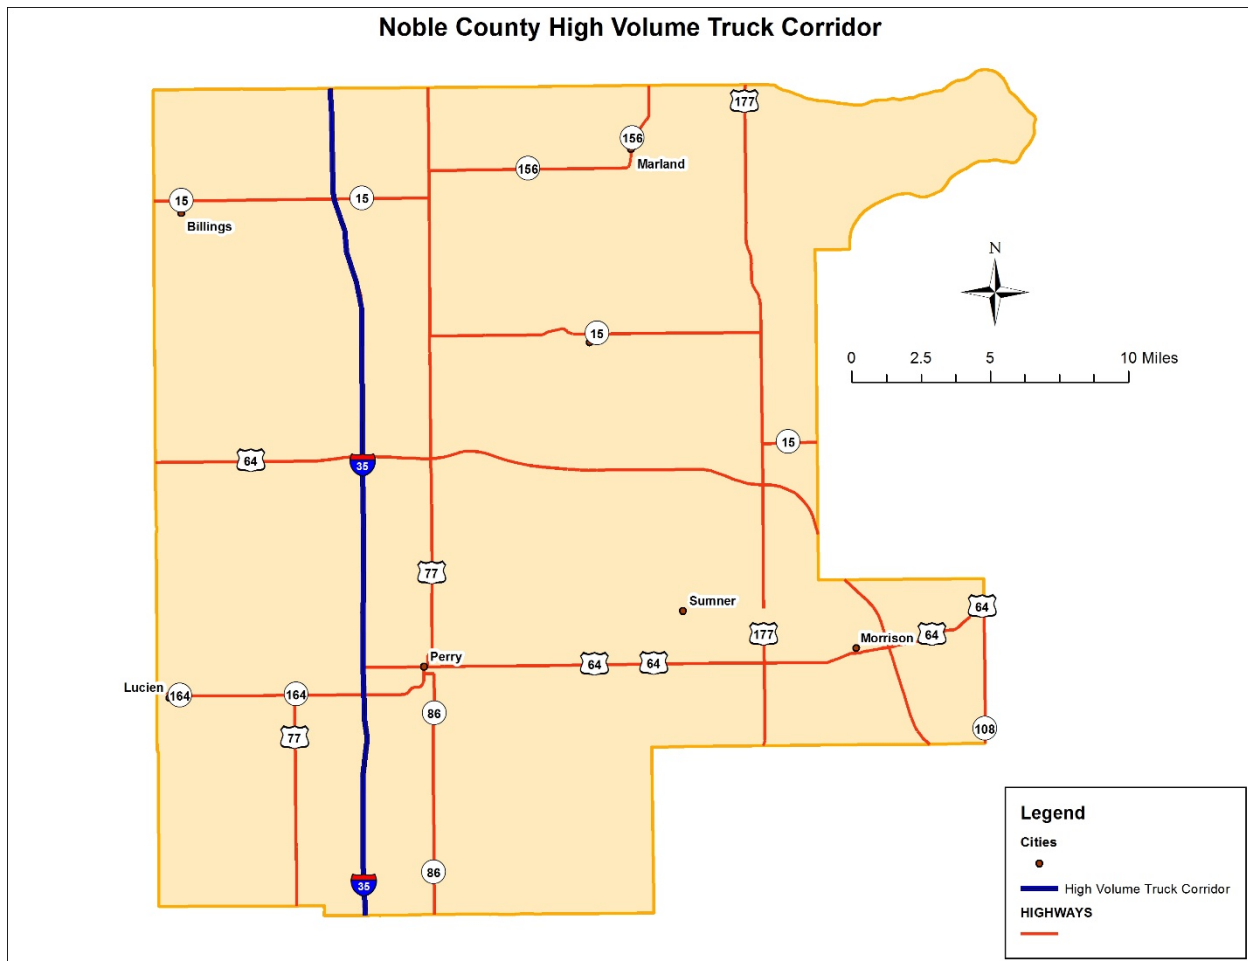 Noble County High Volume Truck Corridor
177
156
Marland
156
15
15
Billings
N
15
0 2.5 5 10 Miles
15
64
35
77
Sumner
64
177
64
Morrison
Perry
64
64
Lucien
164
164
86
77
108
86
35
Legend
Cities
High Volume Truck Corridor
HIGHWAYS